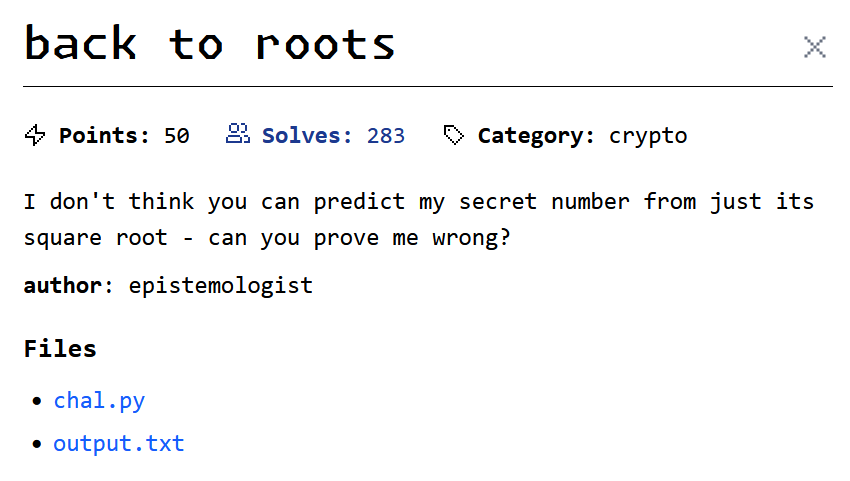 back to roots
Points: 50 Solves: 283 Category: crypto
I don't think you can predict my secret number from just its
square root - can you prove me wrong?
author: epistemologist
Files
• chal.py
• output.txt